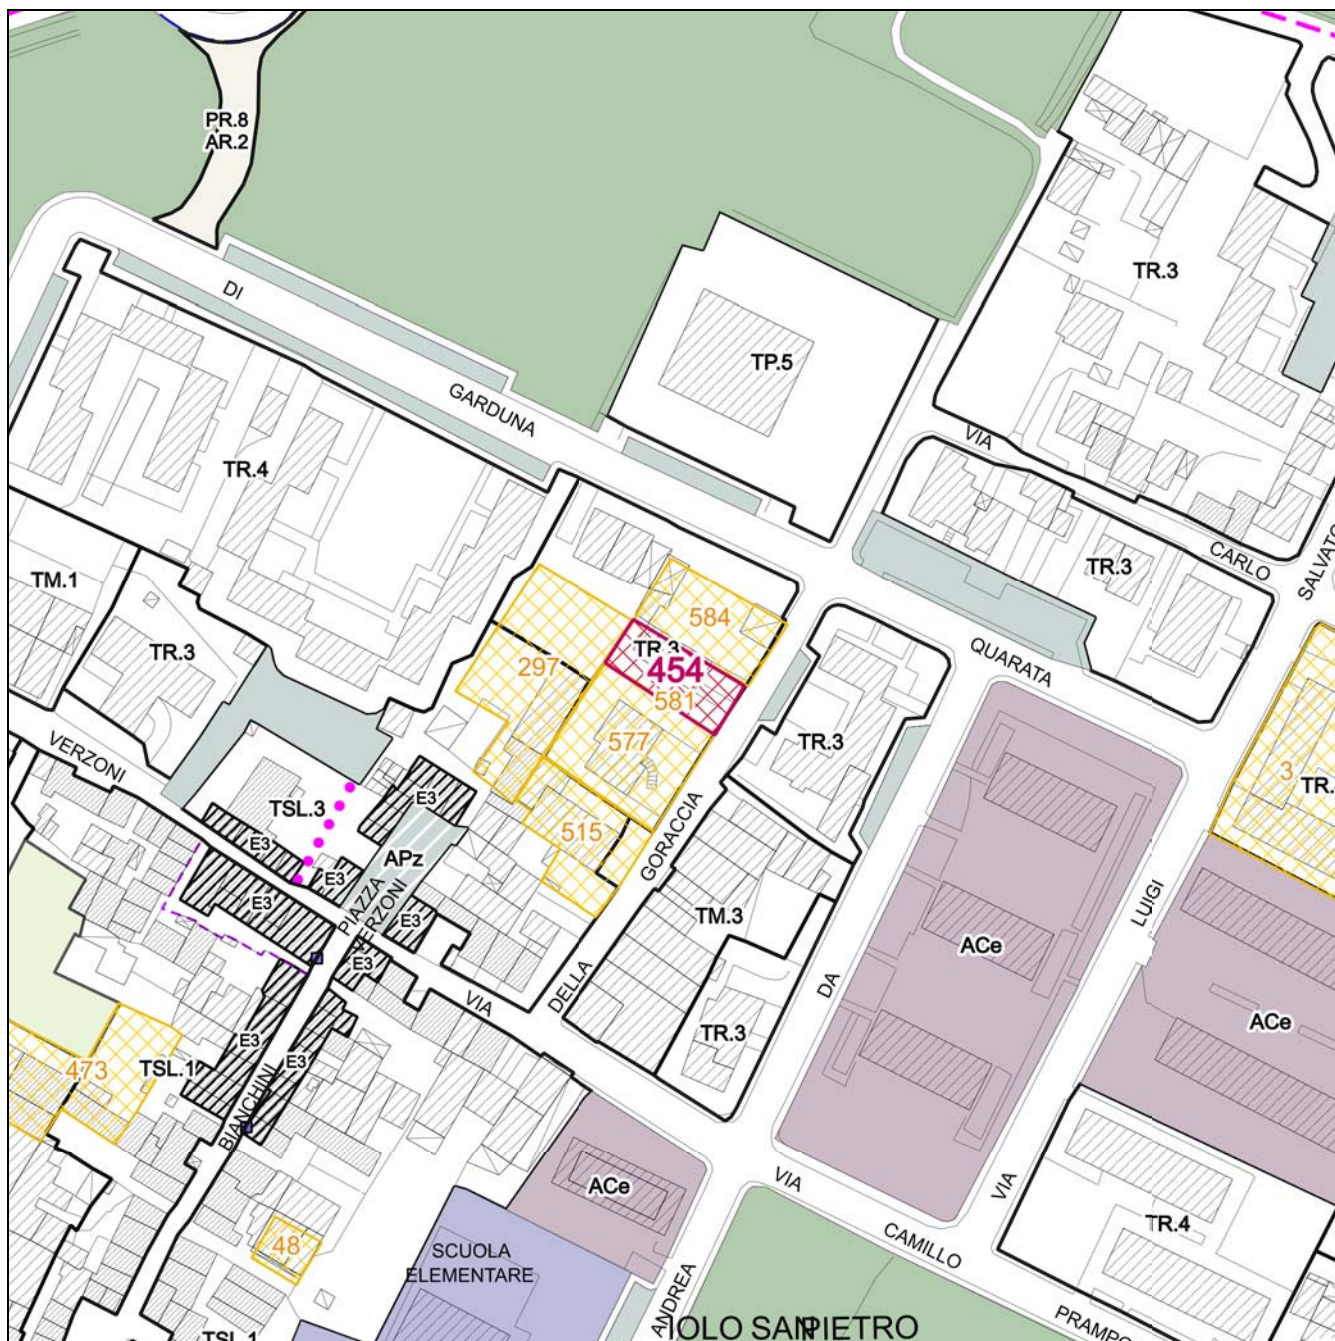 PR.8
AR.2
DI
GARDUNA
TP.5
TR.3
TR.4
VIA
CARLO
TM.1
TR.3
TR.3
584
TR.3
454
581
297
577
QUARATA
TR.3
3
VERZONI
TSL.3
E3
APz
E3
E3
E3
E3
E3
PIAZZA
VERZONI
515
GORACCIA
DELLA
VIA
TM.3
TR.3
DA
LUIGI
ACe
ACe
473
TSL.1
E3
E3
BIANCHINI
ACe
VIA
VIA
CAMILLO
TR.4
48
SCUOLA
ELEMENTARE
ANDREA
TSL.1